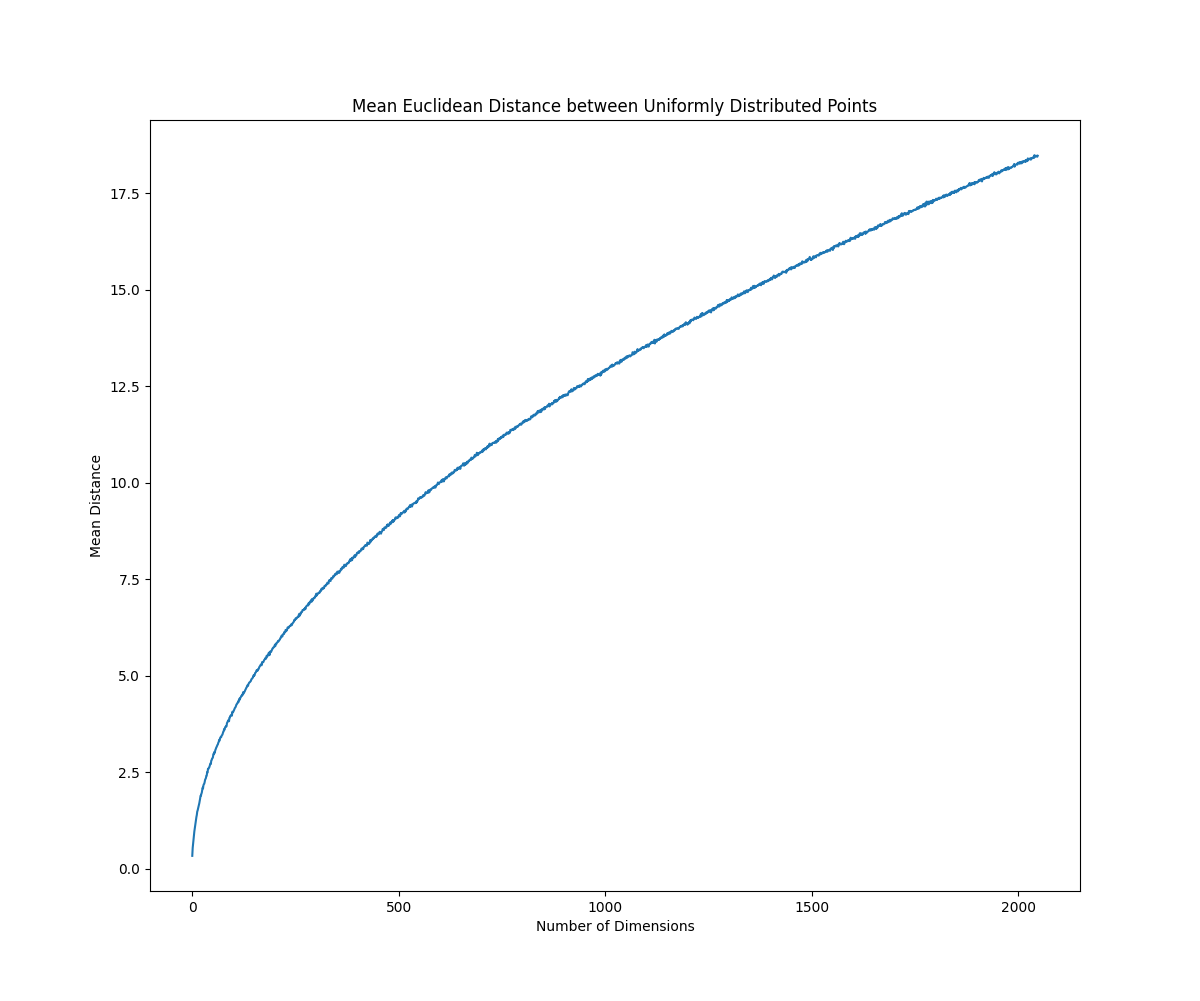 Mean Euclidean Distance between Uniformly Distributed Points
17.5
15.0
12.5
10.0
7.5
5.0
2.5
0.0
Mean Distance
0 500 1000 1500 2000
Number of Dimensions